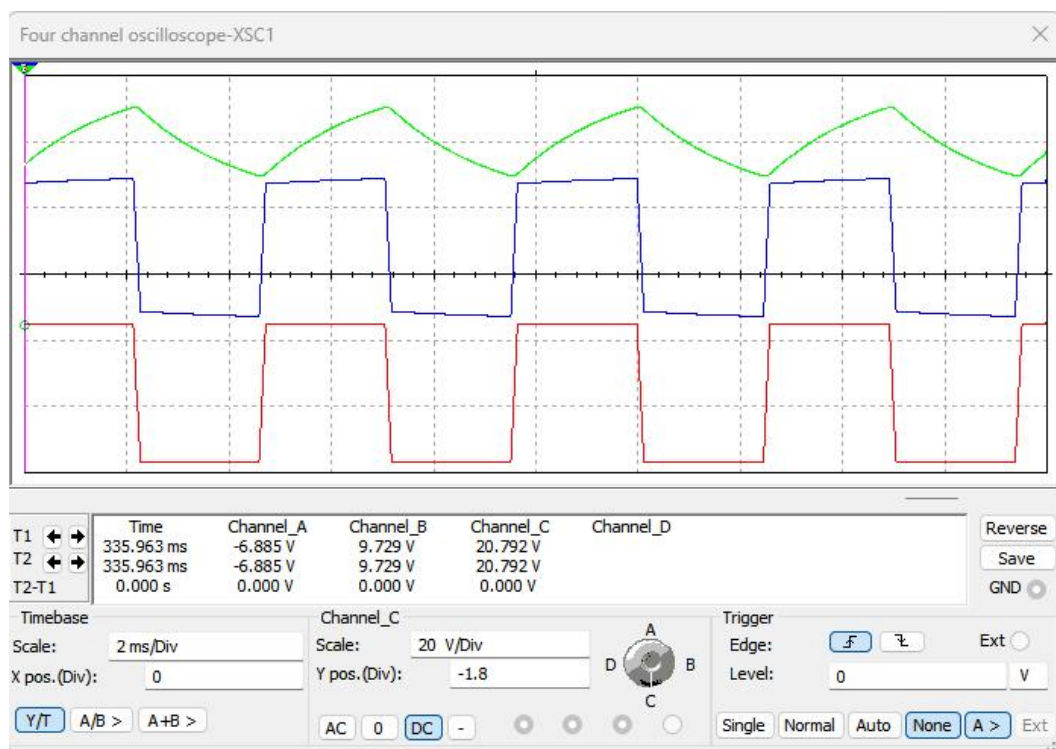 Four channel oscilloscope-XSC1
T1
T2
T2-T1
Time Channel_A Channel_B Channel_C Channel_D
335.963 ms -6.885 V 9.729 V 20.792 V
335.963 ms -6.885 V 9.729 V 20.792 V
0.000 s 0.000 V 0.000 V 0.000 V
Reverse
Save
GND
Timebase
Scale: 2 ms/Div
X pos.(Div): 0
Y/T A/B > A+B >
Channel_C
Scale: 20 V/Div
Y pos.(Div): -1.8
AC 0 DC -
A
D B
C
Trigger
Edge: Ext
Level: 0 V
Single Normal Auto None A > Ext